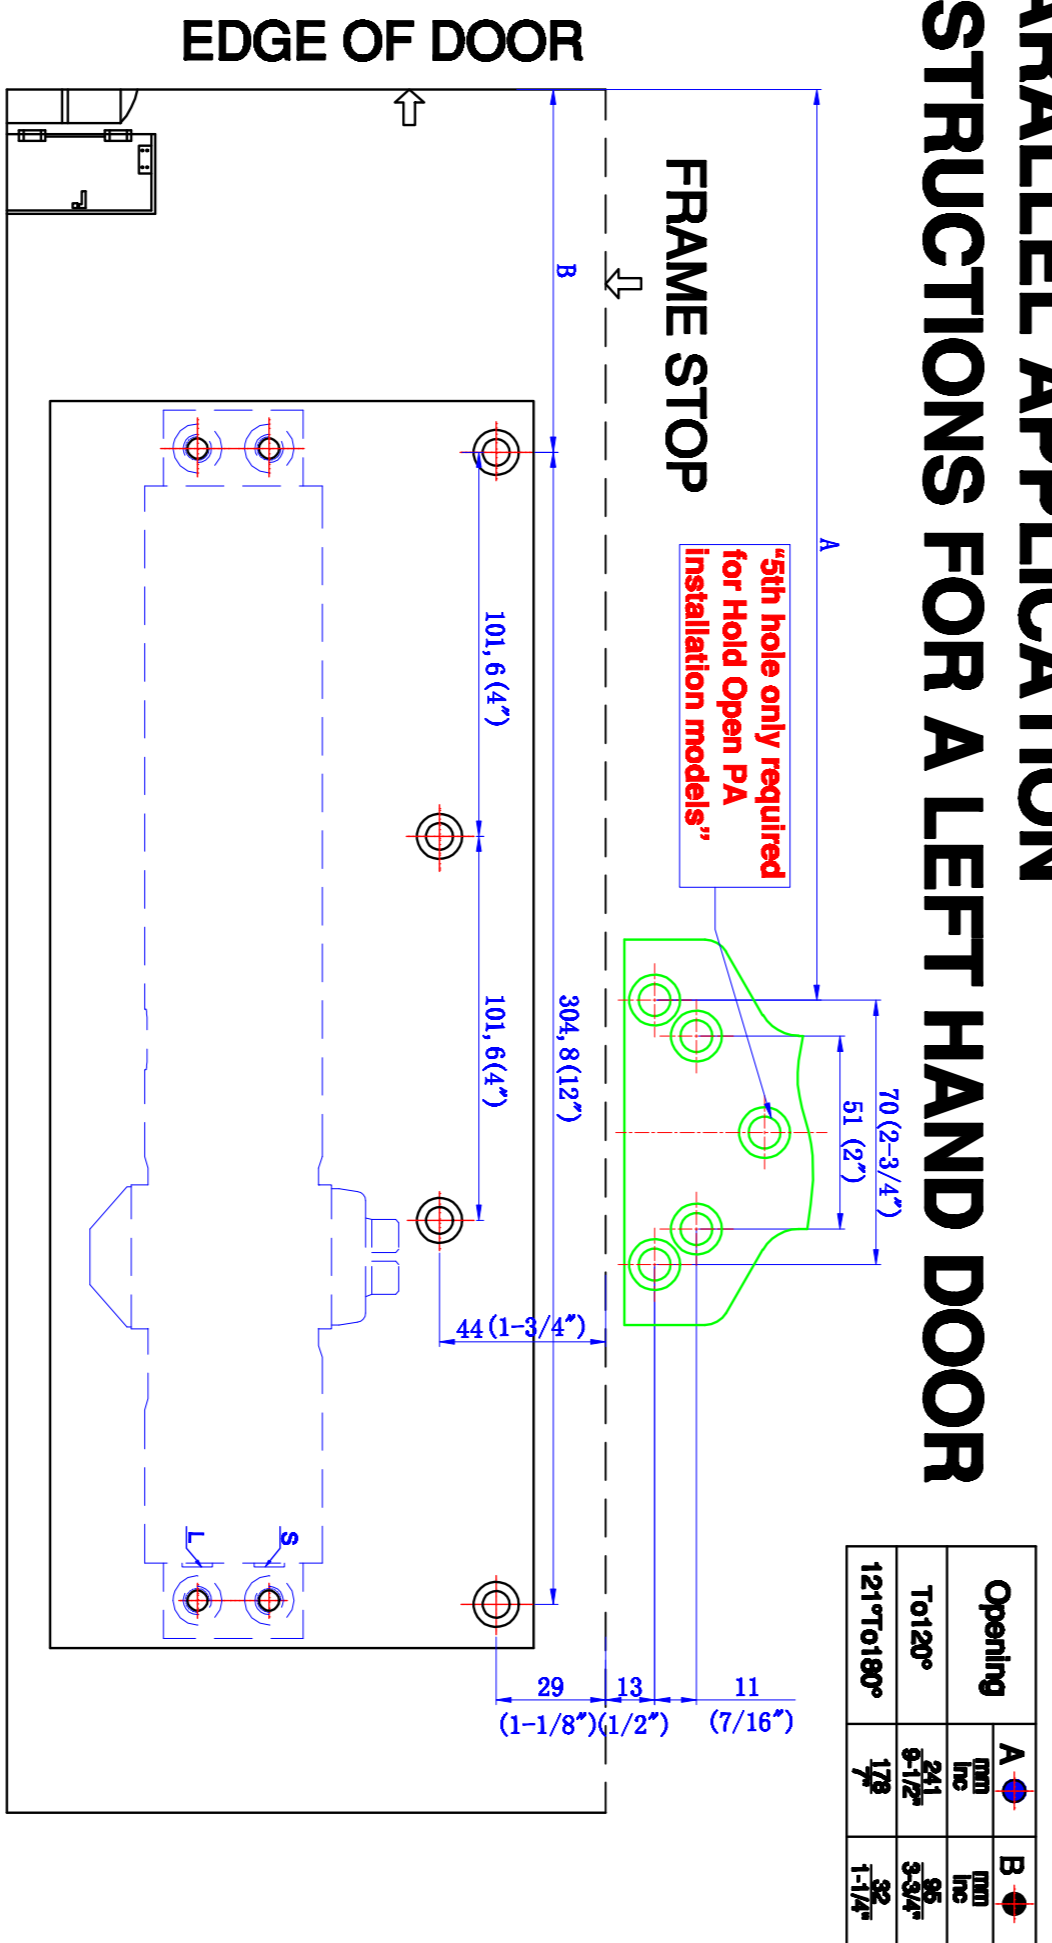 ARALLEL APPLICATION
STRUCTIONS FOR A LEFT HAND DOOR
EDGE OF DOOR
FRAME STOP
"5th hole only required
for Hold Open PA
installation models"
A
B
70 (2-3/4")
51 (2")
304,8 (12")
101,6 (4")
101,6 (4")
44 (1-3/4")
29
(1-1/8")
13
(1/2")
11
(7/16")
S
L
Opening A B
mm mm
inc inc
To120° 241 95
9-1/2" 3-3/4"
121°To180° 178 32
7" 1-1/4"